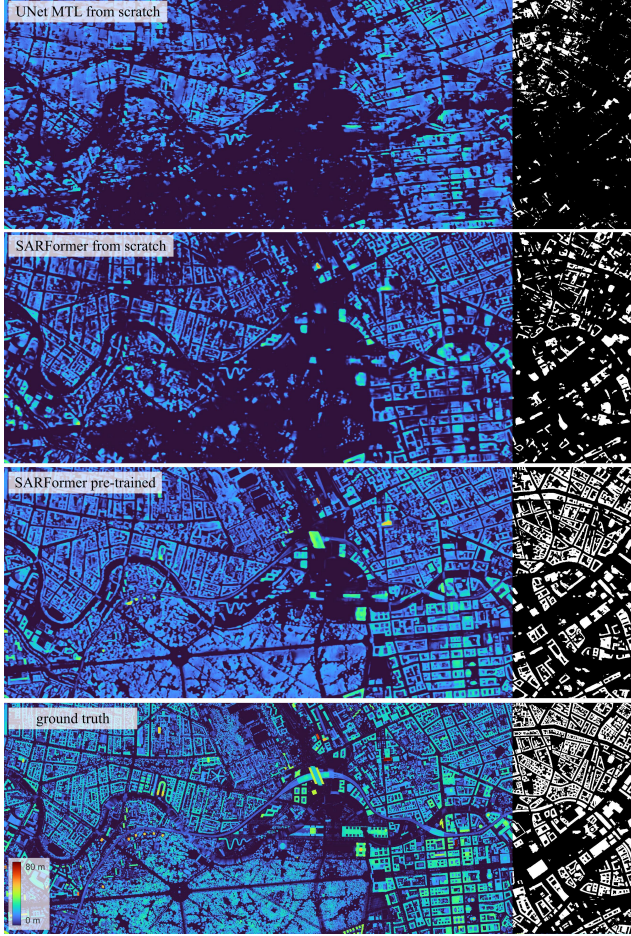 UNet MTL from scratch
SARFormer from scratch
SARFormer pre-trained
ground truth
80 m
0 m